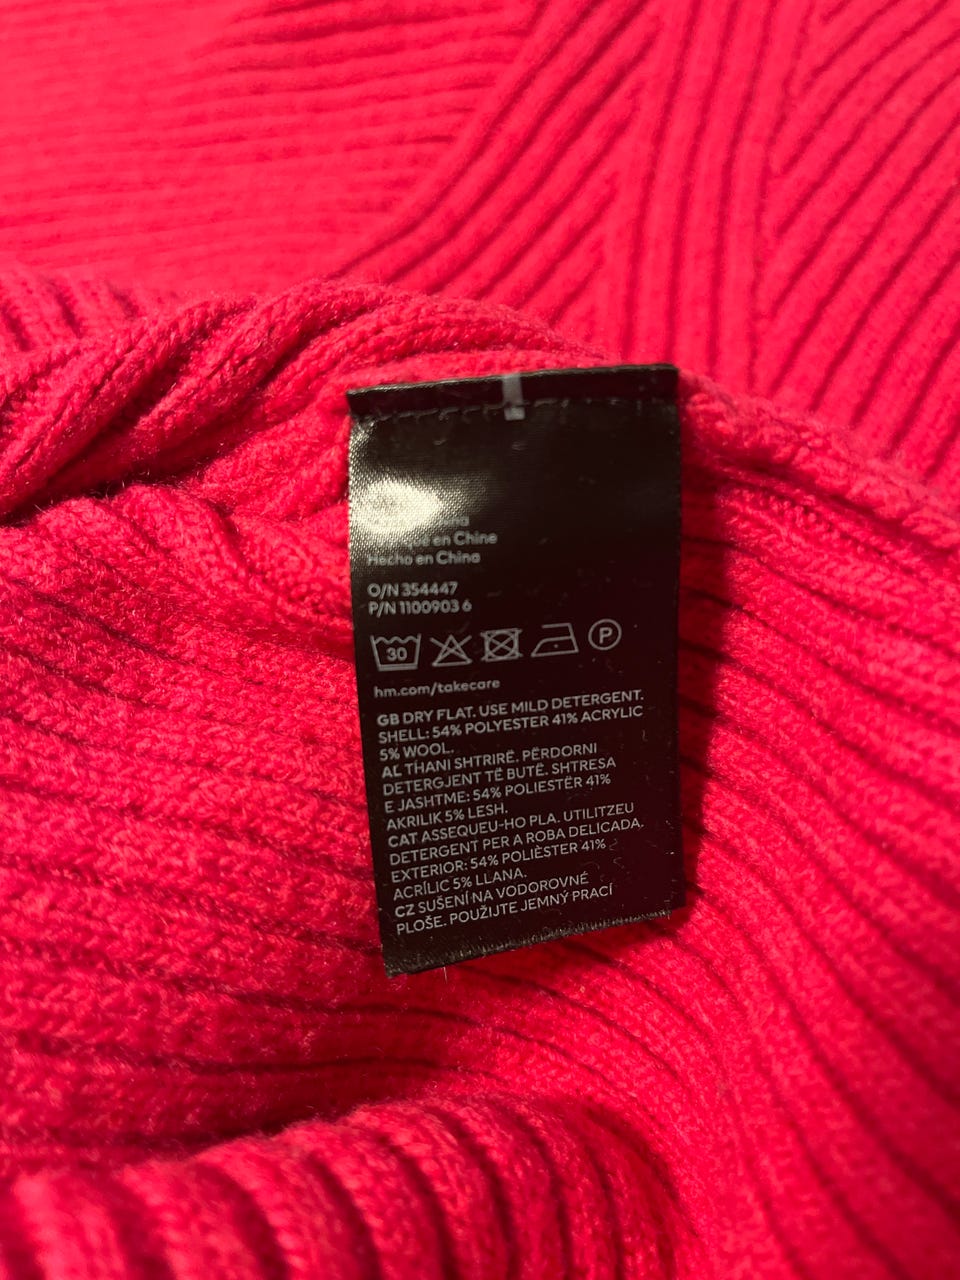 en Chine
Hecho en China
O/N 354447
P/N 1100903 6
30
P
hm.com/takecare
GB DRY FLAT. USE MILD DETERGENT.
SHELL: 54% POLYESTER 41% ACRYLIC
5% WOOL.
AL THANI SHTRIRË. PËRDORNI
DETERGJENT TË BUTË. SHTRESA
E JASHTME: 54% POLIESTËR 41%
AKRILIK 5% LESH.
CAT ASSEQUEU-HO PLA. UTILITZEU
DETERGENT PER A ROBA DELICADA.
EXTERIOR: 54% POLIÈSTER 41%
ACRÍLIC 5% LLANA.
CZ SUŠENÍ NA VODOROVNÉ
PLOŠE. POUŽIJTE JEMNÝ PRACÍ